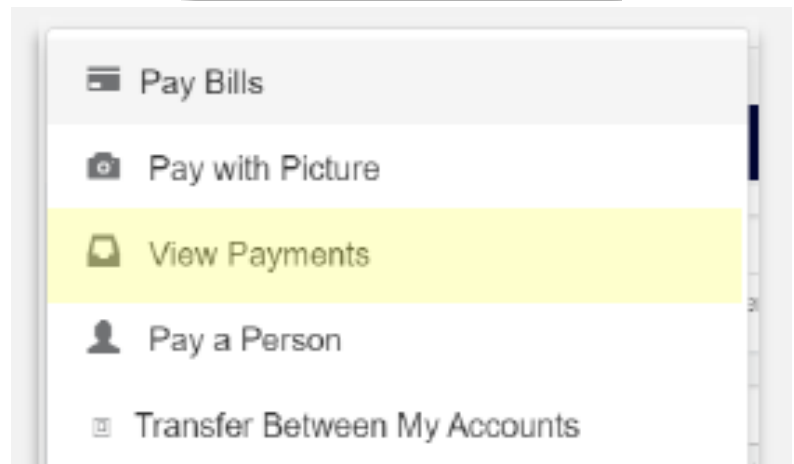 Pay Bills
Pay with Picture
View Payments
Pay a Person
Transfer Between My Accounts